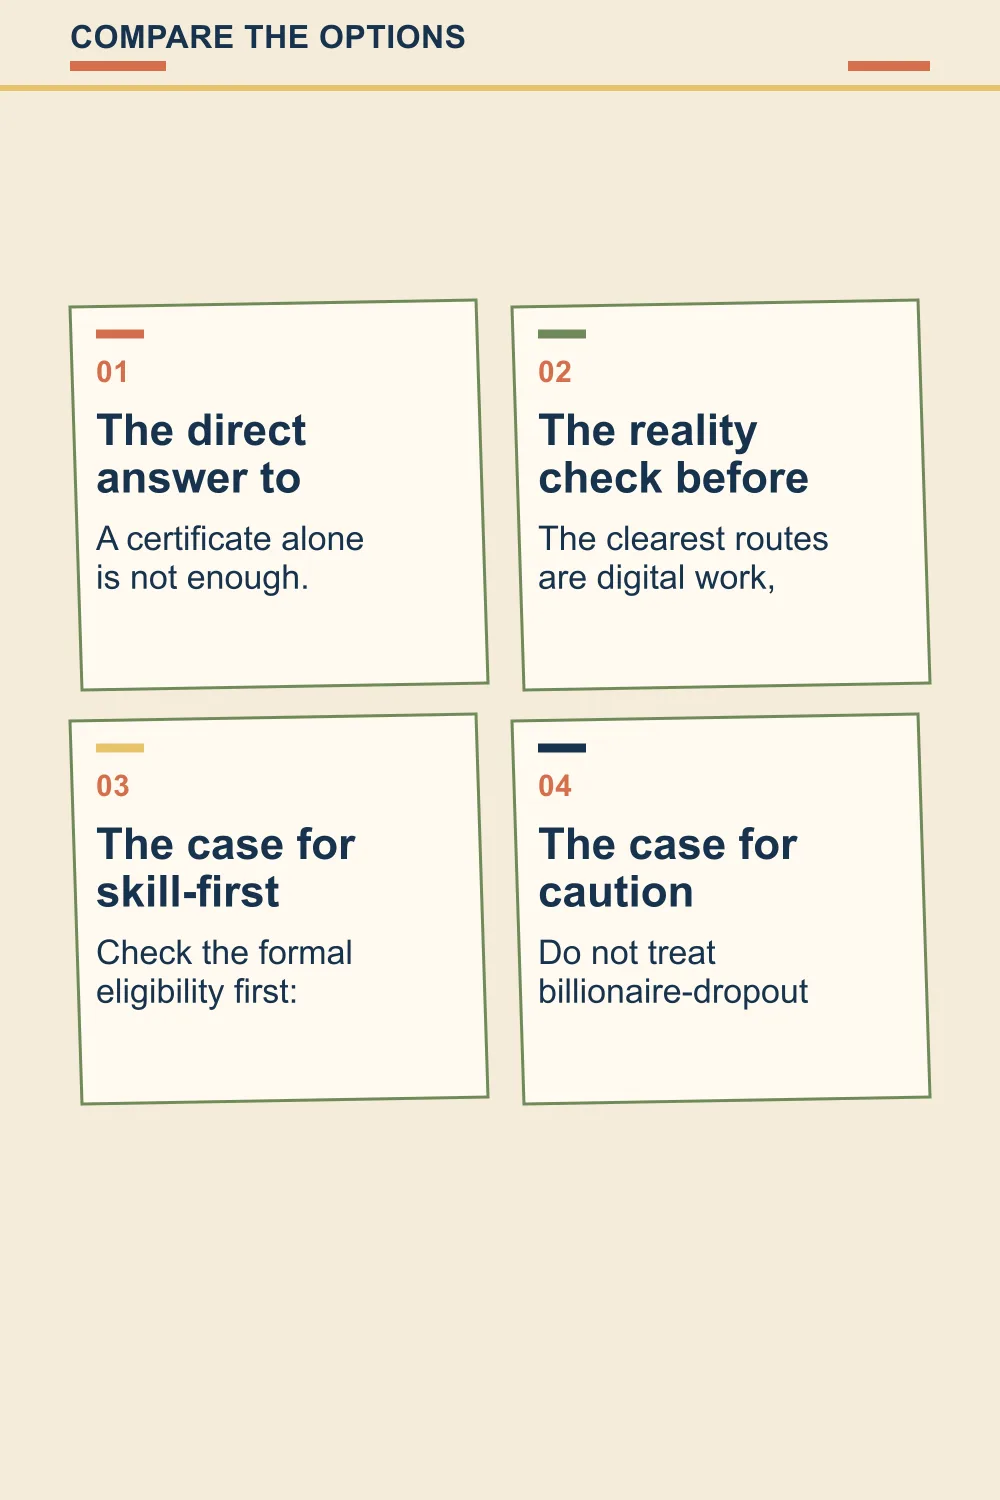 COMPARE THE OPTIONS
01
The direct
answer to
A certificate alone
is not enough.
02
The reality
check before
The clearest routes
are digital work,
03
The case for
skill-first
Check the formal
eligibility first:
04
The case for
caution
Do not treat
billionaire-dropout